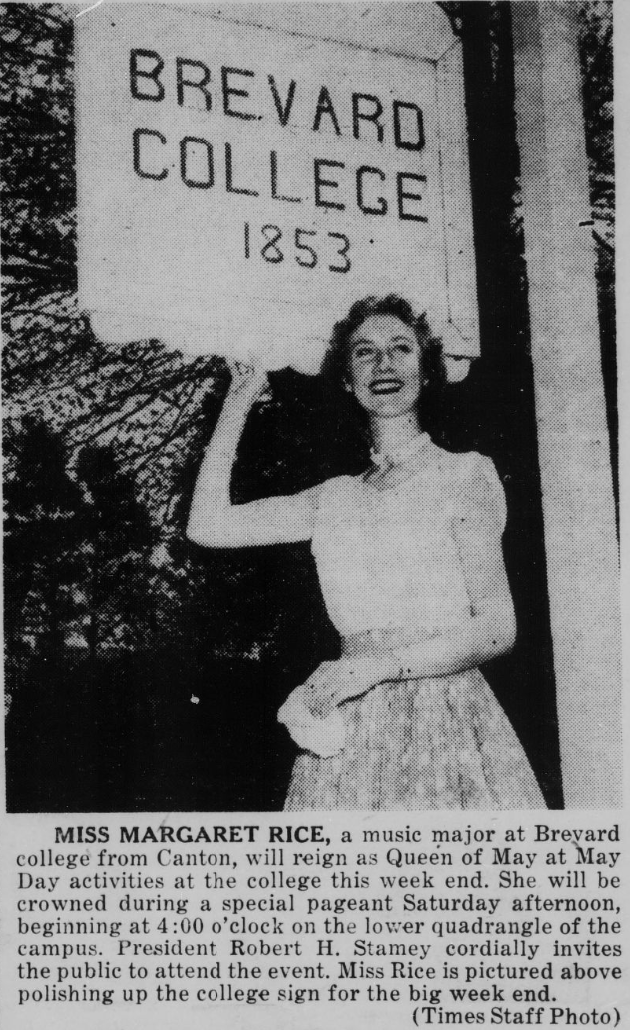 BREVARD
COLLEGE
1853
MISS MARGARET RICE, a music major at Brevard
college from Canton, will reign as Queen of May at May
Day activities at the college this week end. She will be
crowned during a special pageant Saturday afternoon,
beginning at 4:00 o'clock on the lower quadrangle of the
campus. President Robert H. Stamey cordially invites
the public to attend the event. Miss Rice is pictured above
polishing up the college sign for the big week end.
(Times Staff Photo)